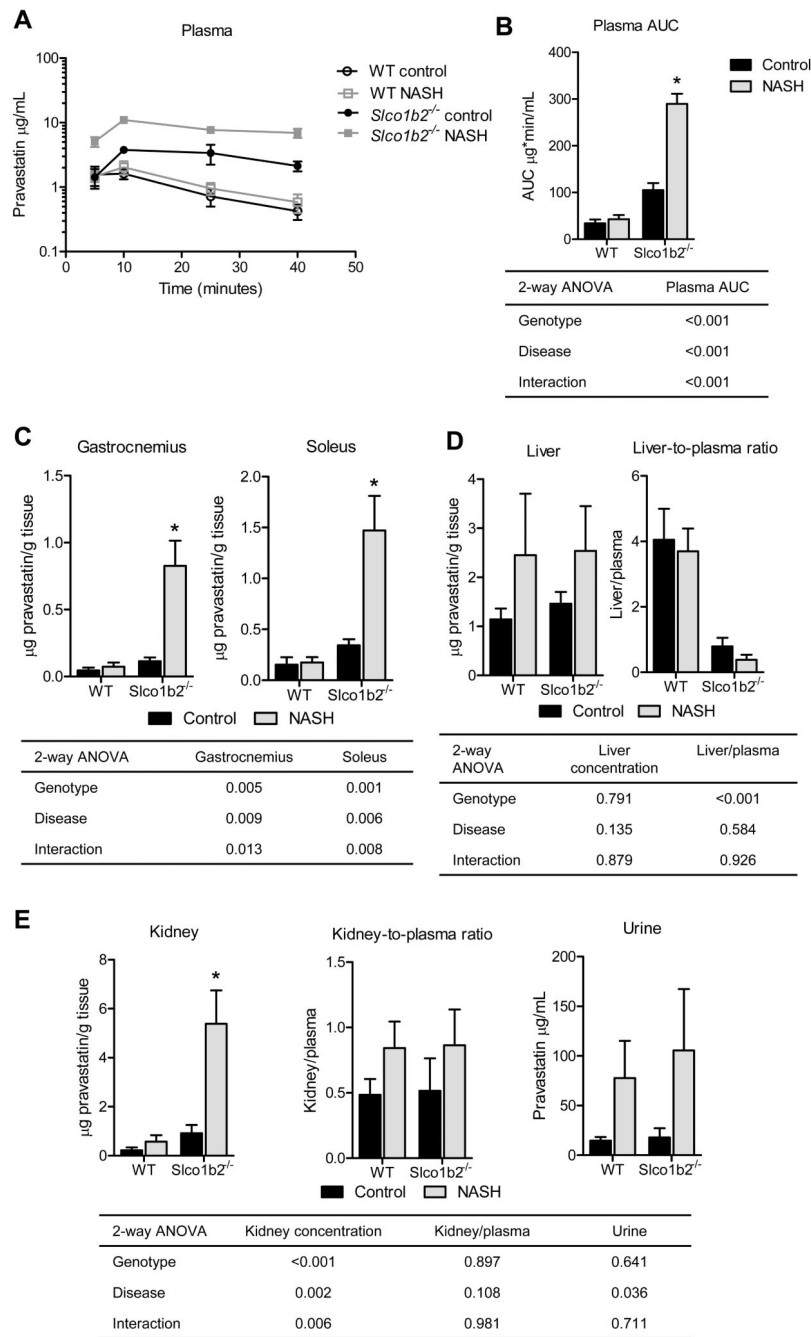 A
Plasma
Pravastatin µg/mL
100
10
1
0.1
0 10 20 30 40 50
Time (minutes)
WT control
WT NASH
Slco1b2-/- control
Slco1b2-/- NASH
B
Plasma AUC
AUC µg*min/mL
400
300
200
100
0
*
WT Slco1b2-/-
Control
NASH
2-way ANOVA Plasma AUC
Genotype <0.001
Disease <0.001
Interaction <0.001
C
Gastrocnemius
µg pravastatin/g tissue
1.5
1.0
0.5
0.0
*
WT Slco1b2-/-
Soleus
µg pravastatin/g tissue
2.0
1.5
1.0
0.5
0.0
*
WT Slco1b2-/-
Control NASH
2-way ANOVA Gastrocnemius Soleus
Genotype 0.005 0.001
Disease 0.009 0.006
Interaction 0.013 0.008
D
Liver
µg pravastatin/g tissue
4
3
2
1
0
WT Slco1b2-/-
Liver-to-plasma ratio
Liver/plasma
6
4
2
0
WT Slco1b2-/-
Control NASH
2-way ANOVA Liver concentration Liver/plasma
Genotype 0.791 <0.001
Disease 0.135 0.584
Interaction 0.879 0.926
E
Kidney
µg pravastatin/g tissue
8
6
4
2
0
*
WT Slco1b2-/-
Kidney-to-plasma ratio
Kidney/plasma
1.5
1.0
0.5
0.0
WT Slco1b2-/-
Urine
Pravastatin µg/mL
200
150
100
50
0
WT Slco1b2-/-
Control NASH
2-way ANOVA Kidney concentration Kidney/plasma Urine
Genotype <0.001 0.897 0.641
Disease 0.002 0.108 0.036
Interaction 0.006 0.981 0.711